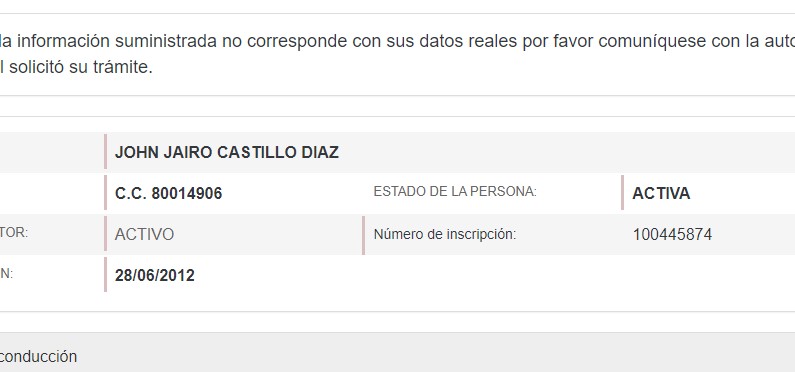 la información suministrada no corresponde con sus datos reales por favor comuníquese con la auto
l solicitó su trámite.
JOHN JAIRO CASTILLO DIAZ
C.C. 80014906 ESTADO DE LA PERSONA: ACTIVA
TOR: ACTIVO Número de inscripción: 100445874
N: 28/06/2012
conducción